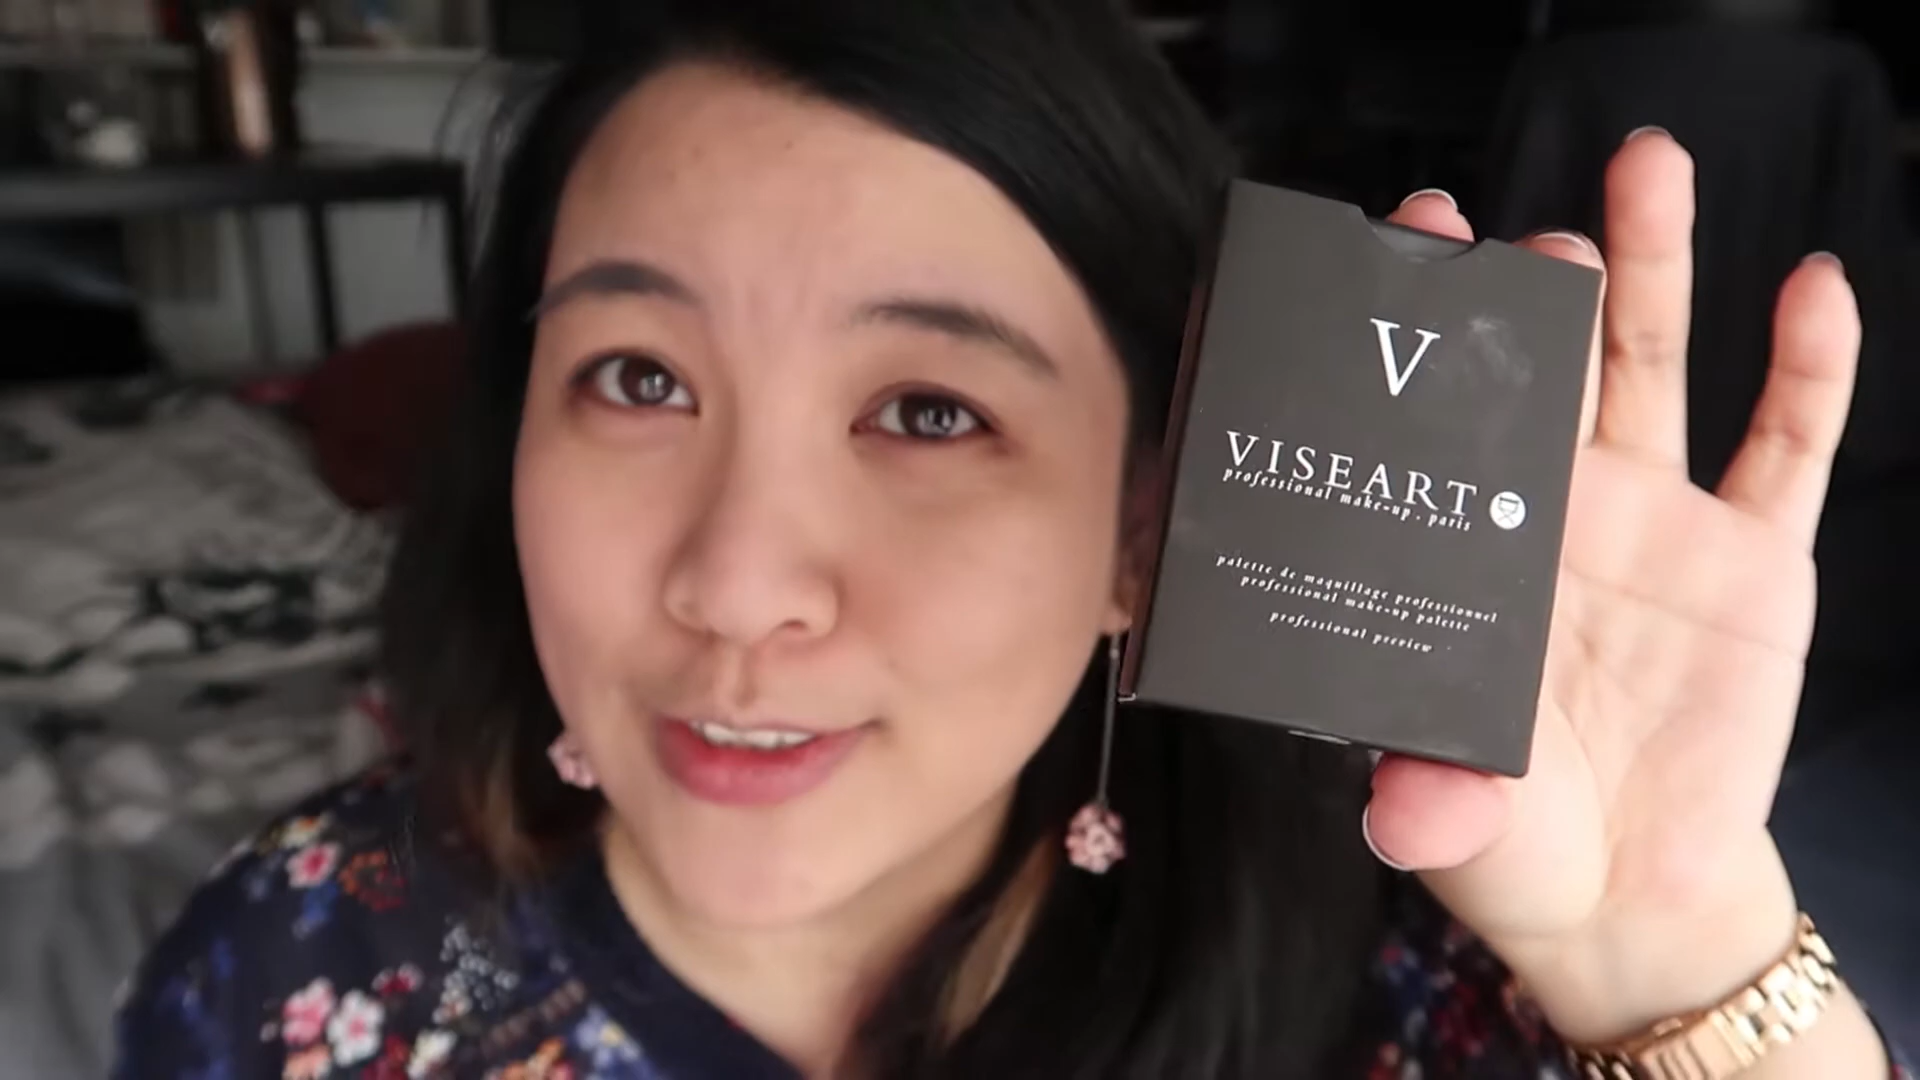 V
VISEART
professional make-up . paris
palette de maquillage professionnel
professional make-up palette
professional preview